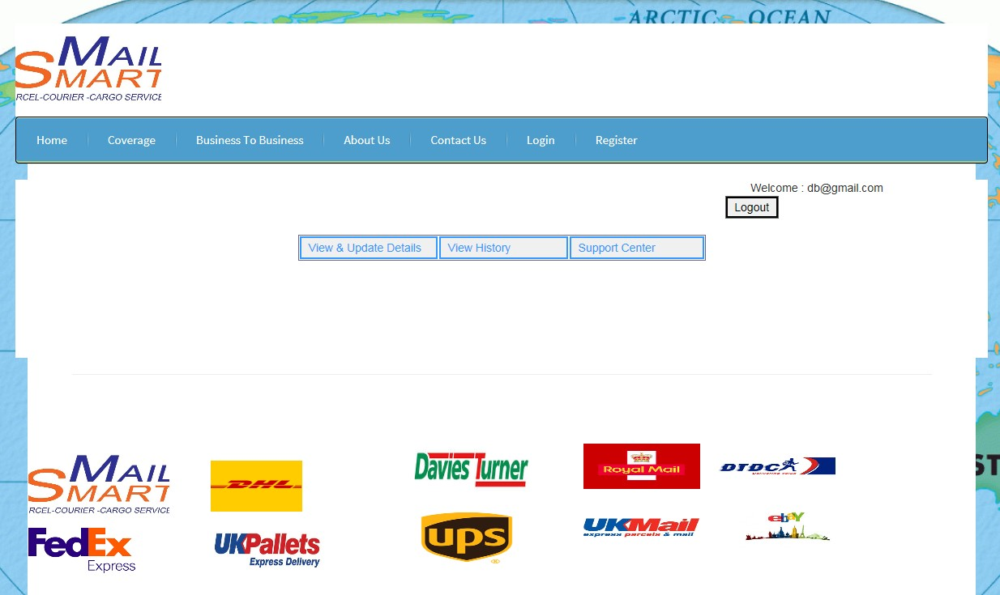 ARCTIC OCEAN
MAIL
SMART
RCEL-COURIER -CARGO SERVICE
Home
Coverage
Business To Business
About Us
Contact Us
Login
Register
Welcome : db@gmail.com
Logout
View & Update Details
View History
Support Center
MAIL
SMART
RCEL-COURIER -CARGO SERVICE
DHL
Davies Turner
Royal Mail
DTDC
ST
FedEx
Express
UKPallets
Express Delivery
ups
UKMail
express parcels & mail
ebay